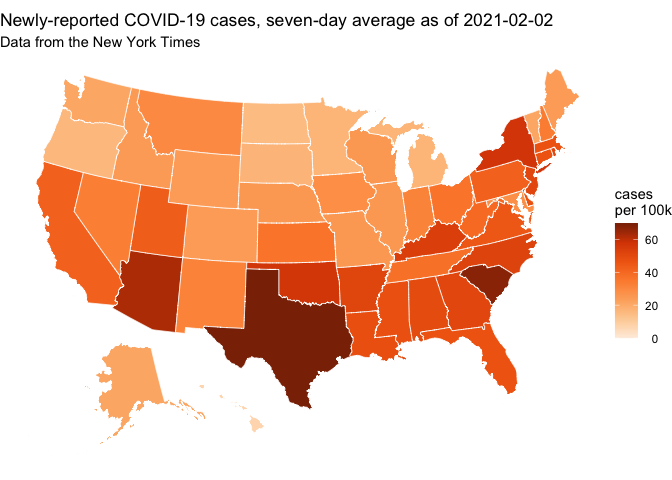 Newly-reported COVID-19 cases, seven-day average as of 2021-02-02
Data from the New York Times
cases
per 100k
60
40
20
0